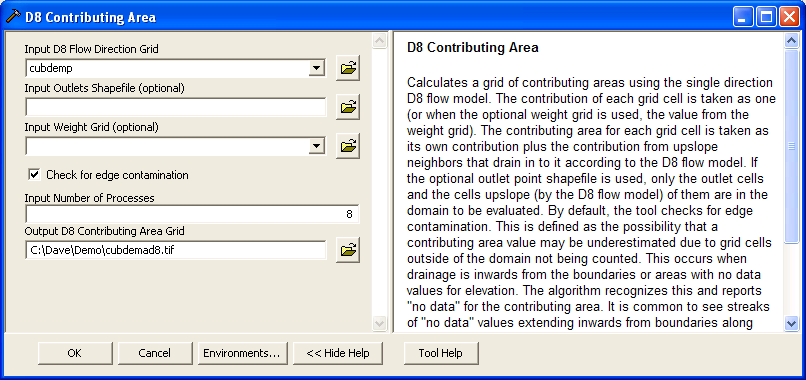 D8 Contributing Area
Input D8 Flow Direction Grid
cubdemp
Input Outlets Shapefile (optional)
Input Weight Grid (optional)
Check for edge contamination
Input Number of Processes
8
Output D8 Contributing Area Grid
C:\Dave\Demo\cubdemad8.tif
D8 Contributing Area
Calculates a grid of contributing areas using the single direction
D8 flow model. The contribution of each grid cell is taken as one
(or when the optional weight grid is used, the value from the
weight grid). The contributing area for each grid cell is taken as
its own contribution plus the contribution from upslope
neighbors that drain in to it according to the D8 flow model. If
the optional outlet point shapefile is used, only the outlet cells
and the cells upslope (by the D8 flow model) of them are in the
domain to be evaluated. By default, the tool checks for edge
contamination. This is defined as the possibility that a
contributing area value may be underestimated due to grid cells
outside of the domain not being counted. This occurs when
drainage is inwards from the boundaries or areas with no data
values for elevation. The algorithm recognizes this and reports
"no data" for the contributing area. It is common to see streaks
of "no data" values extending inwards from boundaries along
OK
Cancel
Environments...
<< Hide Help
Tool Help